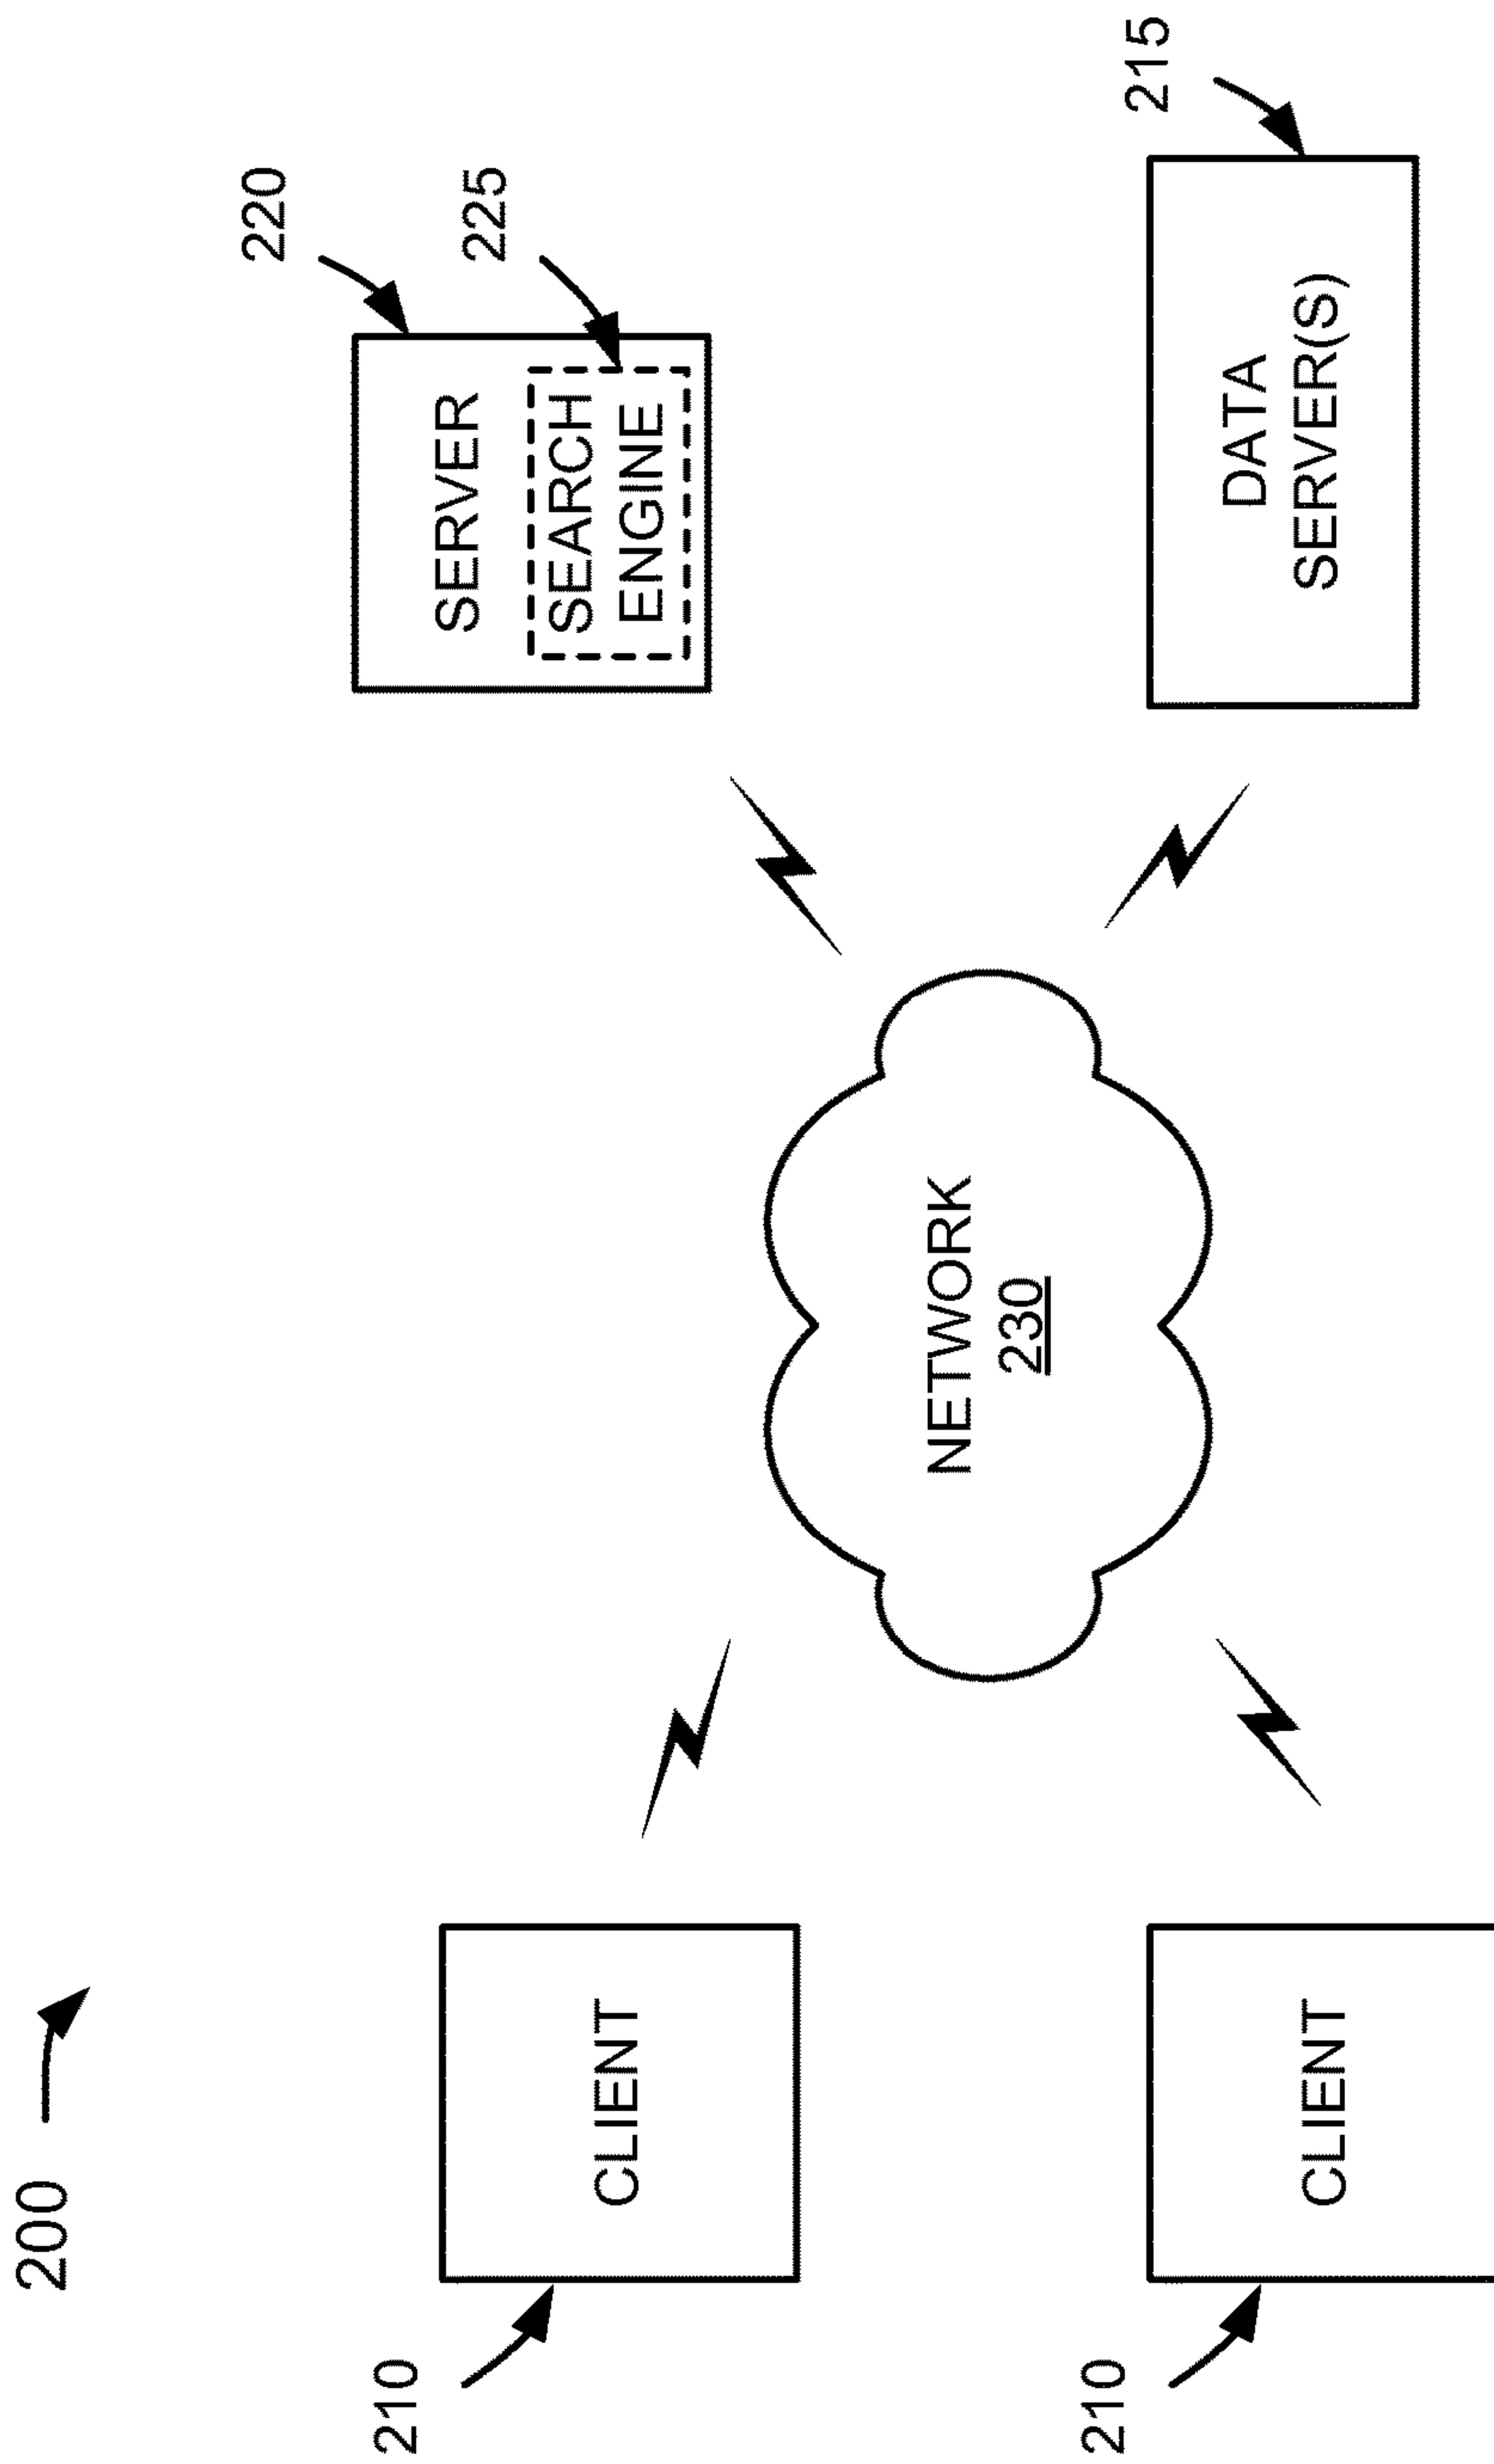 200
210
CLIENT
210
CLIENT
NETWORK
230
220
SERVER
225
SEARCH
ENGINE
215
DATA
SERVER(S)